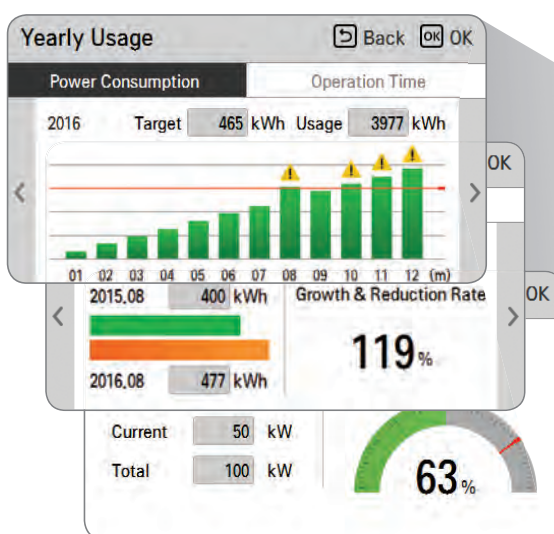 Yearly Usage Back OK OK
Power Consumption Operation Time
2016 Target 465 kWh Usage 3977 kWh
OK
01 02 03 04 05 06 07 08 09 10 11 12 (m)
2015,08 400 kWh Growth & Reduction Rate
OK
119%
2016,08 477 kWh
Current 50 kW
Total 100 kW
63%